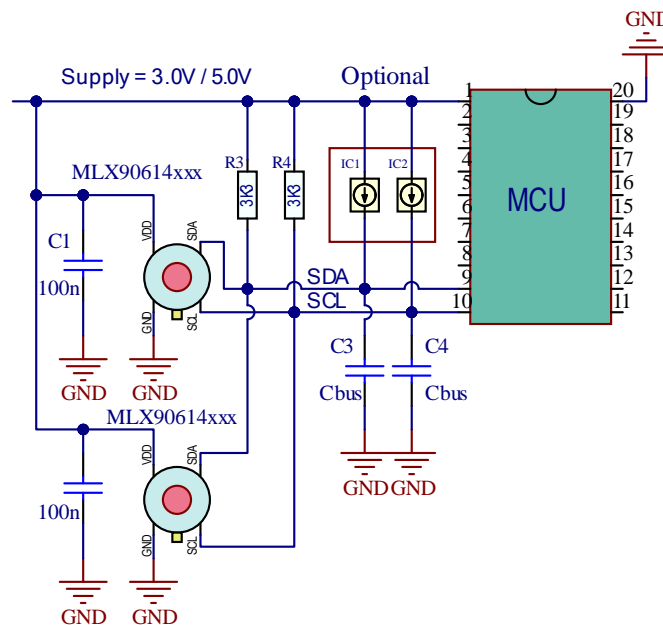 GND
Supply = 3.0V / 5.0V
Optional
1
20
2
19
3
18
4
17
5
16
6
15
7
14
8
13
9
12
10
11
MCU
MLX90614xxx
R3
R4
IC1
IC2
3K3
3K3
C1
100n
VDD
SDA
GND
SCL
SDA
SCL
GND
GND
C3
C4
Cbus
Cbus
MLX90614xxx
VDD
SDA
100n
GND
SCL
GND
GND
GND
GND